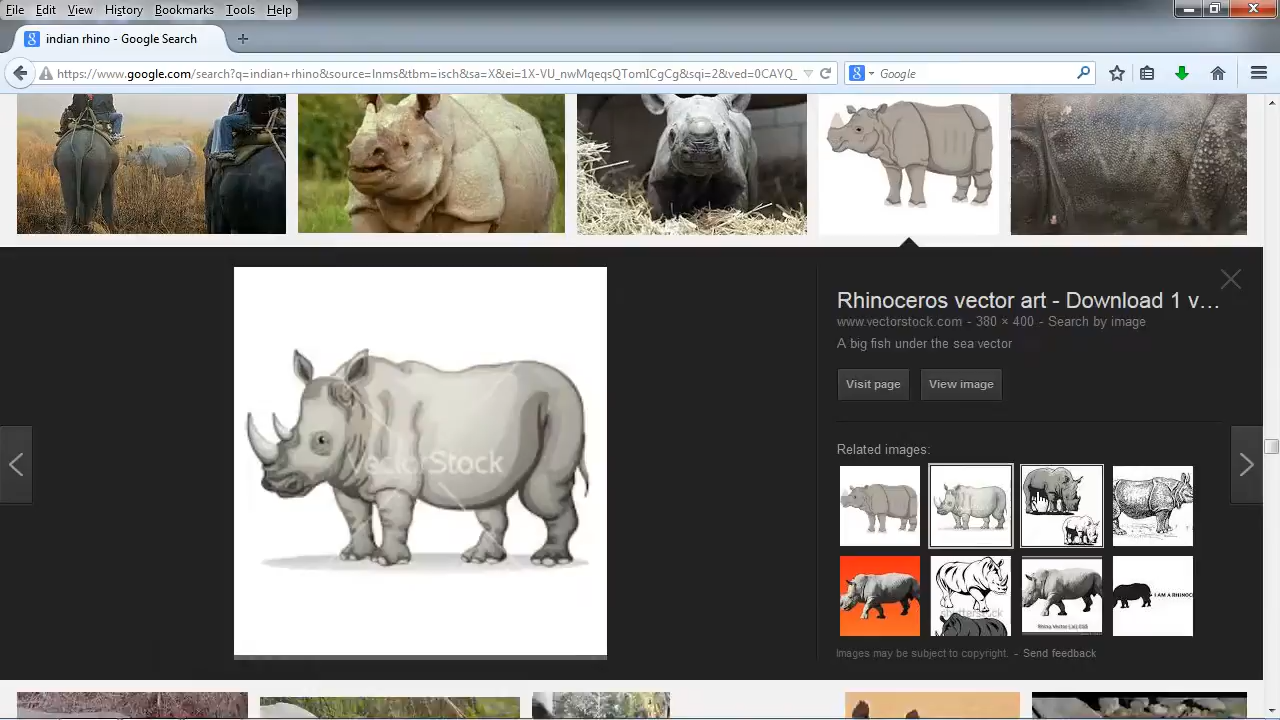 File Edit View History Bookmarks Tools Help
indian rhino - Google Search
https://www.google.com/search?q=indian+rhino&source=lnms&tbm=isch&sa=X&ei=1X-VU_nwMqeqsQTomICgCg&sqi=2&ved=0CAYQ_
Google
Rhinoceros vector art - Download 1 v...
www.vectorstock.com - 380 × 400 - Search by image
A big fish under the sea vector
Visit page View image
VectorStock
Related images:
shutterstock
I AM A RHINOC
Images may be subject to copyright. - Send feedback